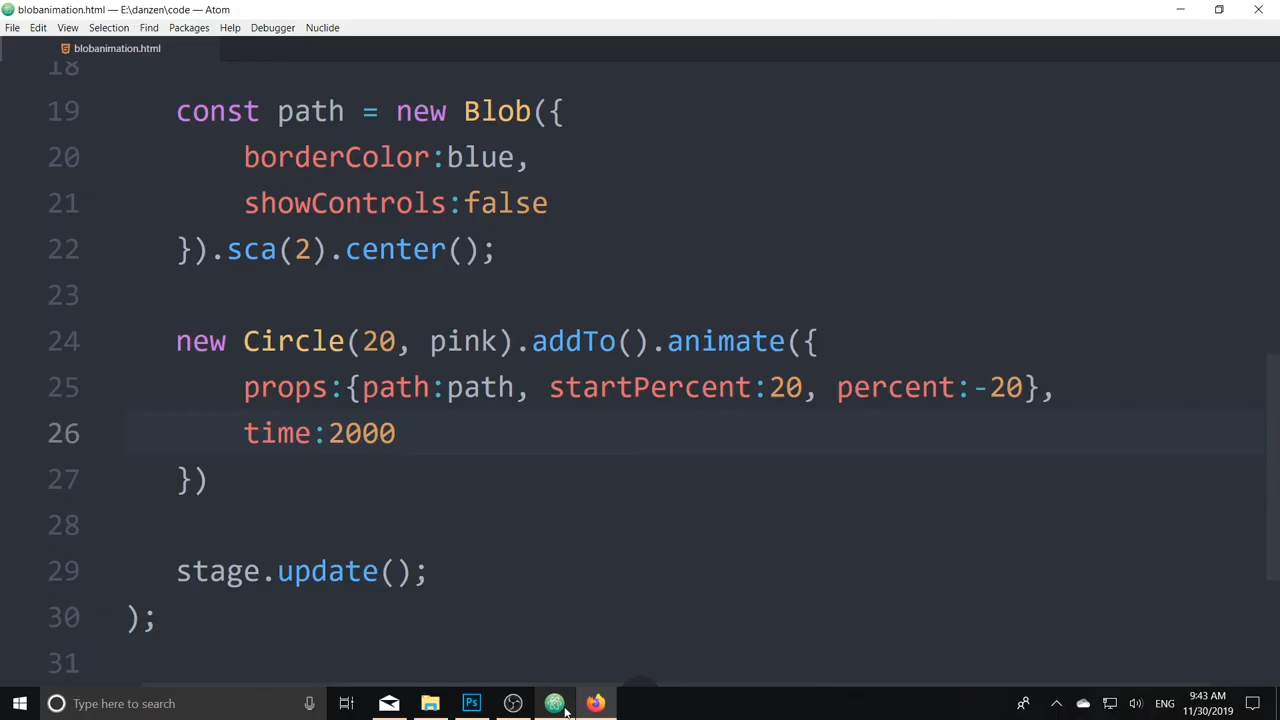 blobanimation.html — E:\danzen\code — Atom
File Edit View Selection Find Packages Help Debugger Nuclide
blobanimation.html
18
19 const path = new Blob({
20 borderColor:blue,
21 showControls:false
22 }).sca(2).center();
23
24 new Circle(20, pink).addTo().animate({
25 props:{path:path, startPercent:20, percent:-20},
26 time:2000
27 })
28
29 stage.update();
30 );
31
Type here to search
Ps
ENG
9:43 AM
11/30/2019